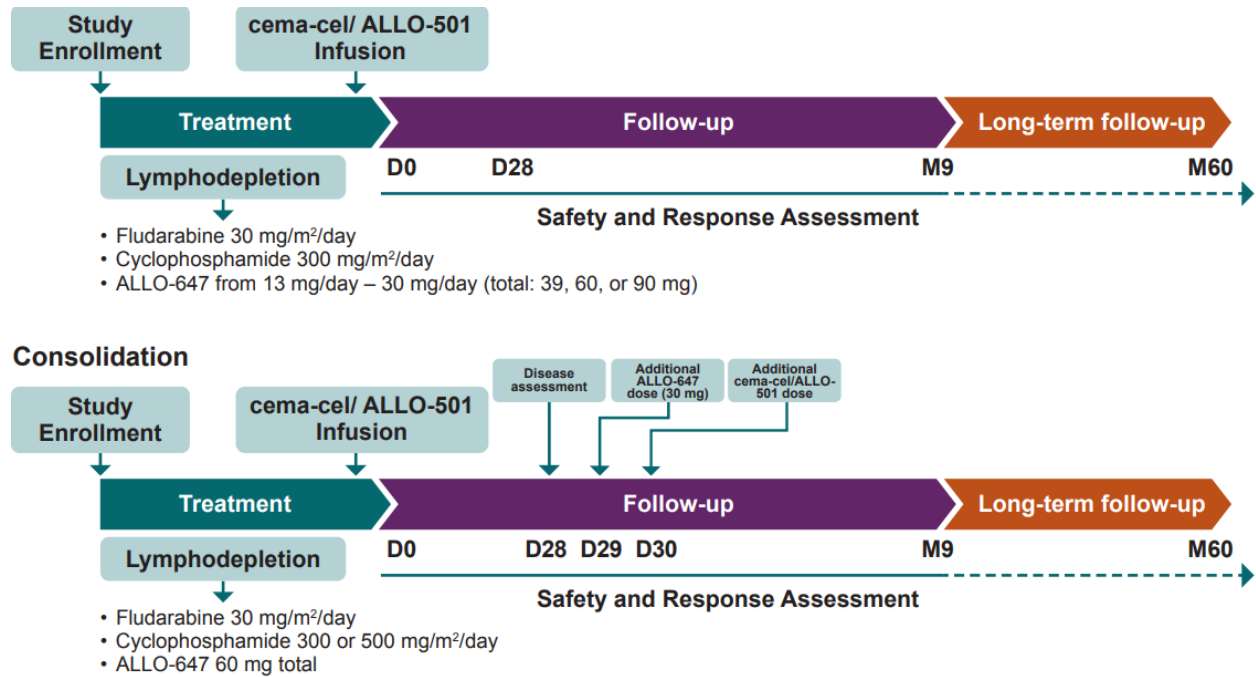 Study
Enrollment
cema-cel/ ALLO-501
Infusion
Treatment
Follow-up
Long-term follow-up
Lymphodepletion
D0
D28
M9
M60
Safety and Response Assessment
• Fludarabine 30 mg/m²/day
• Cyclophosphamide 300 mg/m²/day
• ALLO-647 from 13 mg/day – 30 mg/day (total: 39, 60, or 90 mg)
Consolidation
Study
Enrollment
cema-cel/ ALLO-501
Infusion
Disease
assessment
Additional
ALLO-647
dose (30 mg)
Additional
cema-cel/ALLO-
501 dose
Treatment
Follow-up
Long-term follow-up
Lymphodepletion
D0
D28
D29
D30
M9
M60
Safety and Response Assessment
• Fludarabine 30 mg/m²/day
• Cyclophosphamide 300 or 500 mg/m²/day
• ALLO-647 60 mg total